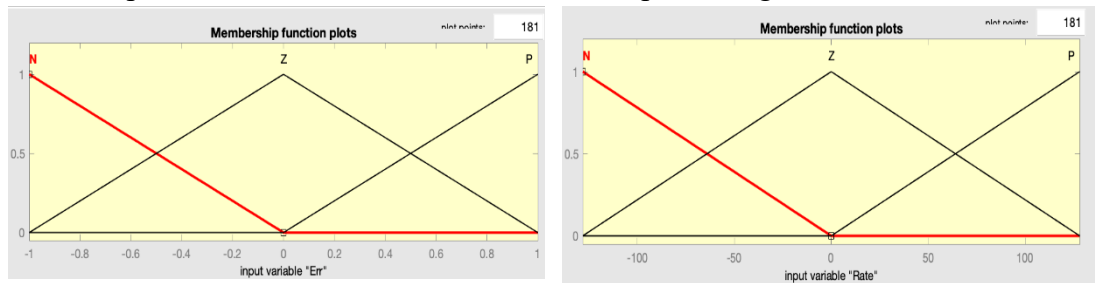 plot points: 181
Membership function plots
N Z P
1
0.5
0
-1 -0.8 -0.6 -0.4 -0.2 0 0.2 0.4 0.6 0.8 1
input variable "Err"
plot points: 181
Membership function plots
N Z P
1
0.5
0
-100 -50 0 50 100
input variable "Rate"